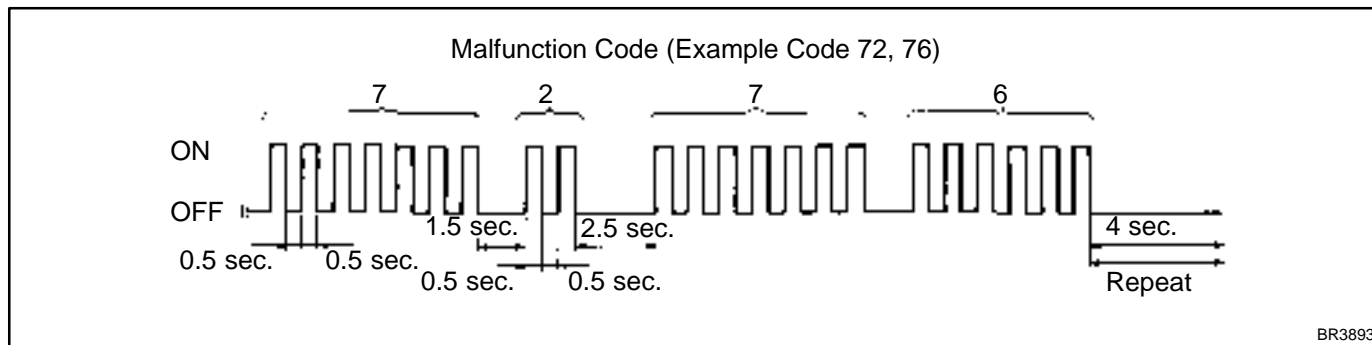 Malfunction Code (Example Code 72, 76)
7 2 7 6
ON
OFF
1.5 sec. 2.5 sec. 4 sec.
0.5 sec. 0.5 sec.
0.5 sec. 0.5 sec. Repeat
BR3893